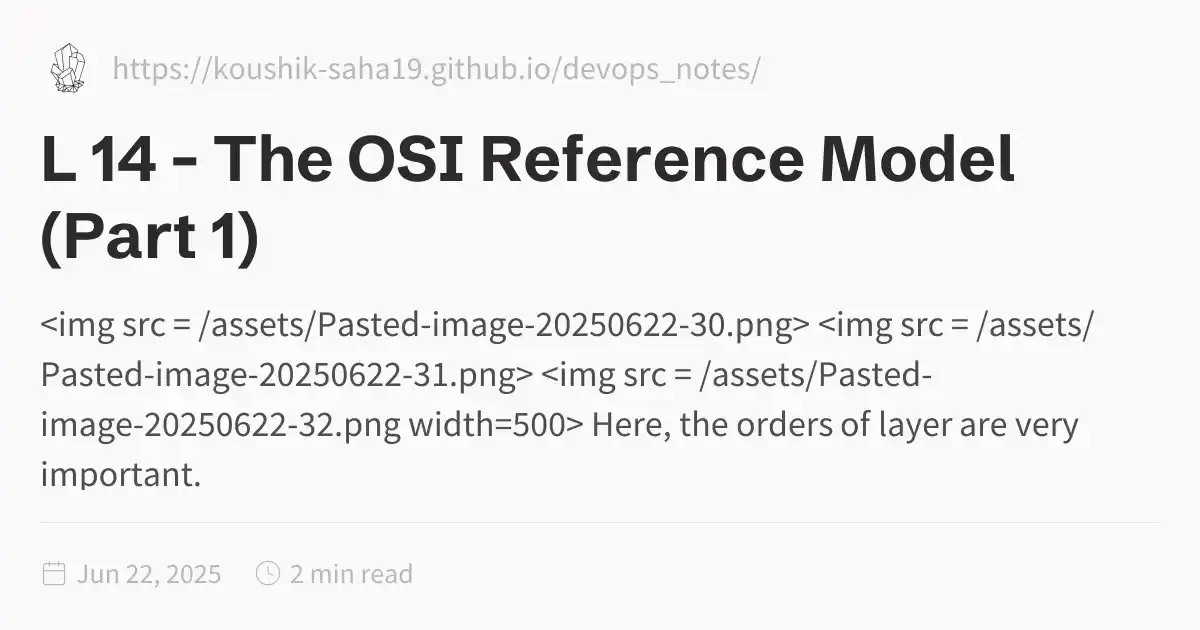 https://koushik-saha19.github.io/devops_notes/
L 14 - The OSI Reference Model
(Part 1)
<img src = /assets/Pasted-image-20250622-30.png> <img src = /assets/
Pasted-image-20250622-31.png> <img src = /assets/Pasted-
image-20250622-32.png width=500> Here, the orders of layer are very
important.
Jun 22, 2025 2 min read